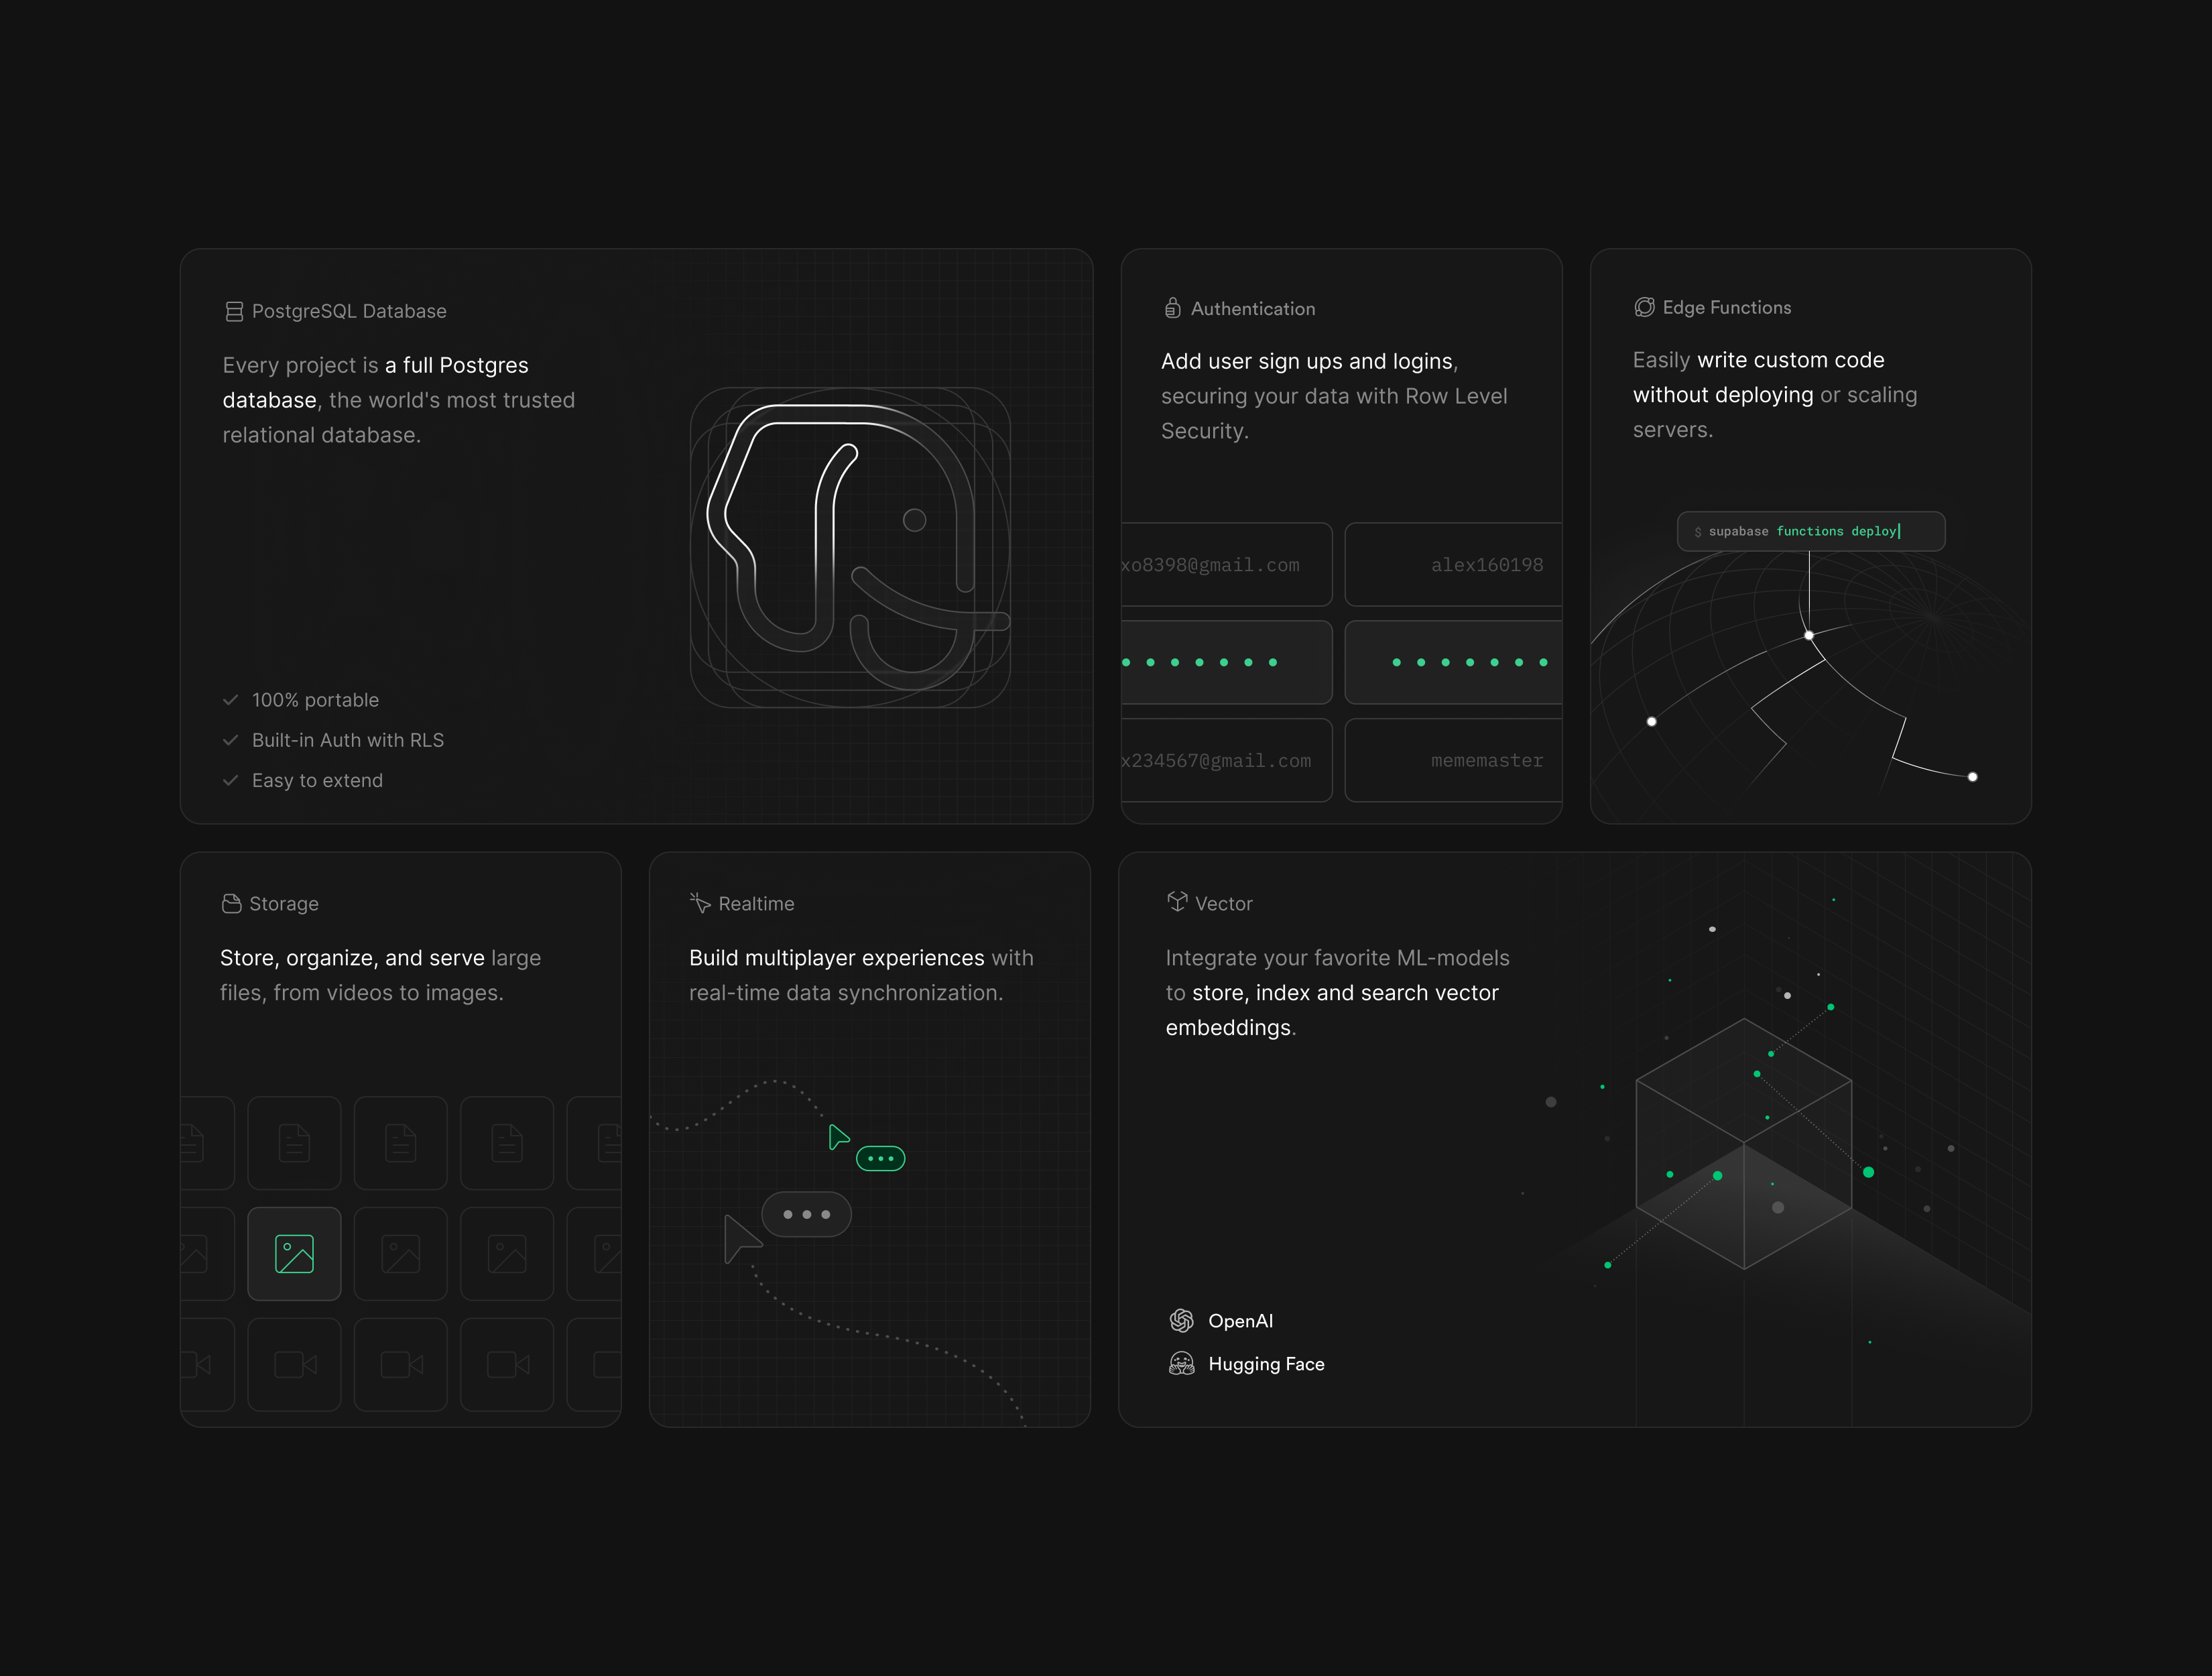 PostgreSQL Database
Every project is a full Postgres
database, the world's most trusted
relational database.
100% portable
Built-in Auth with RLS
Easy to extend
Authentication
Add user sign ups and logins,
securing your data with Row Level
Security.
xo8398@gmail.com
alex160198
x234567@gmail.com
mememaster
Edge Functions
Easily write custom code
without deploying or scaling
servers.
$ supabase functions deploy
Storage
Store, organize, and serve large
files, from videos to images.
Realtime
Build multiplayer experiences with
real-time data synchronization.
Vector
Integrate your favorite ML-models
to store, index and search vector
embeddings.
OpenAI
Hugging Face